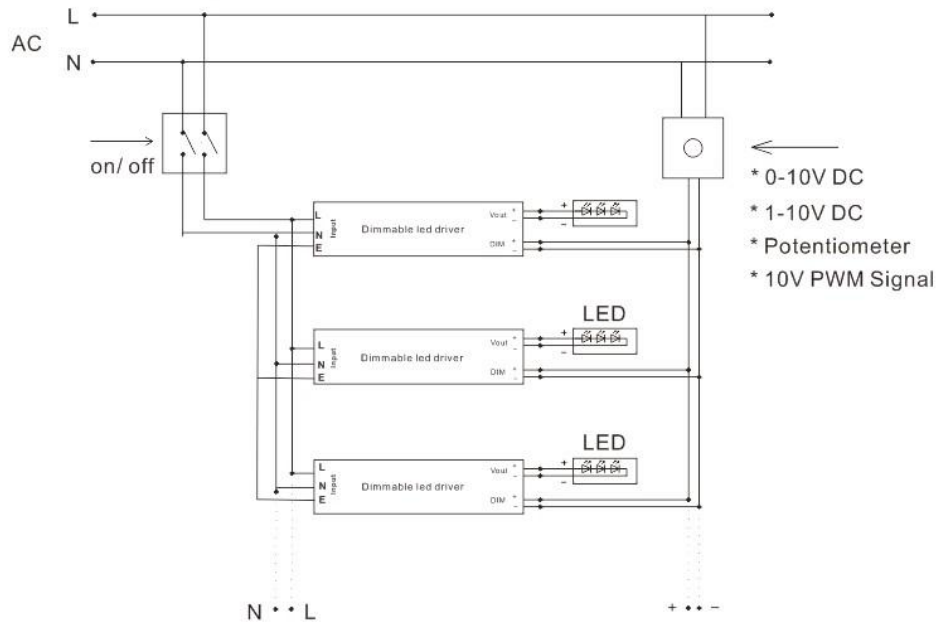 L
AC
N
on/ off
* 0-10V DC
* 1-10V DC
* Potentiometer
* 10V PWM Signal
L
N
E
Input
Dimmable led driver
Vout + −
DIM + −
+
−
LED
L
N
E
Input
Dimmable led driver
Vout + −
DIM + −
+
−
LED
L
N
E
Input
Dimmable led driver
Vout + −
DIM + −
+
−
N L
+ −